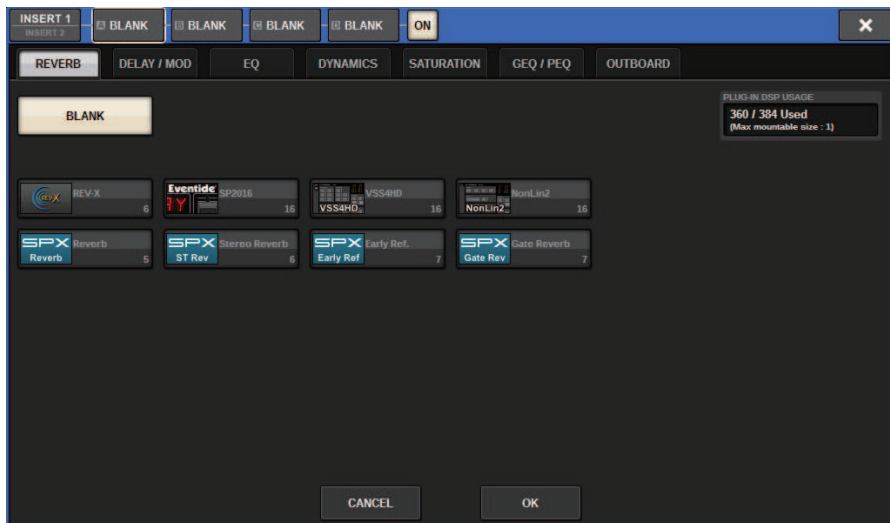 INSERT 1
INSERT 2
A BLANK
B BLANK
C BLANK
D BLANK
ON
REVERB
DELAY / MOD
EQ
DYNAMICS
SATURATION
GEQ / PEQ
OUTBOARD
BLANK
PLUG-IN DSP USAGE
360 / 384 Used
(Max mountable size : 1)
REV-X
6
Eventide
SP2016
16
VSS4HD
VSS4HD
16
NonLin2
NonLin2
16
SPX
Reverb
Reverb
5
SPX
ST Rev
Stereo Reverb
6
SPX
Early Ref
Early Ref.
7
SPX
Gate Rev
Gate Reverb
7
CANCEL
OK